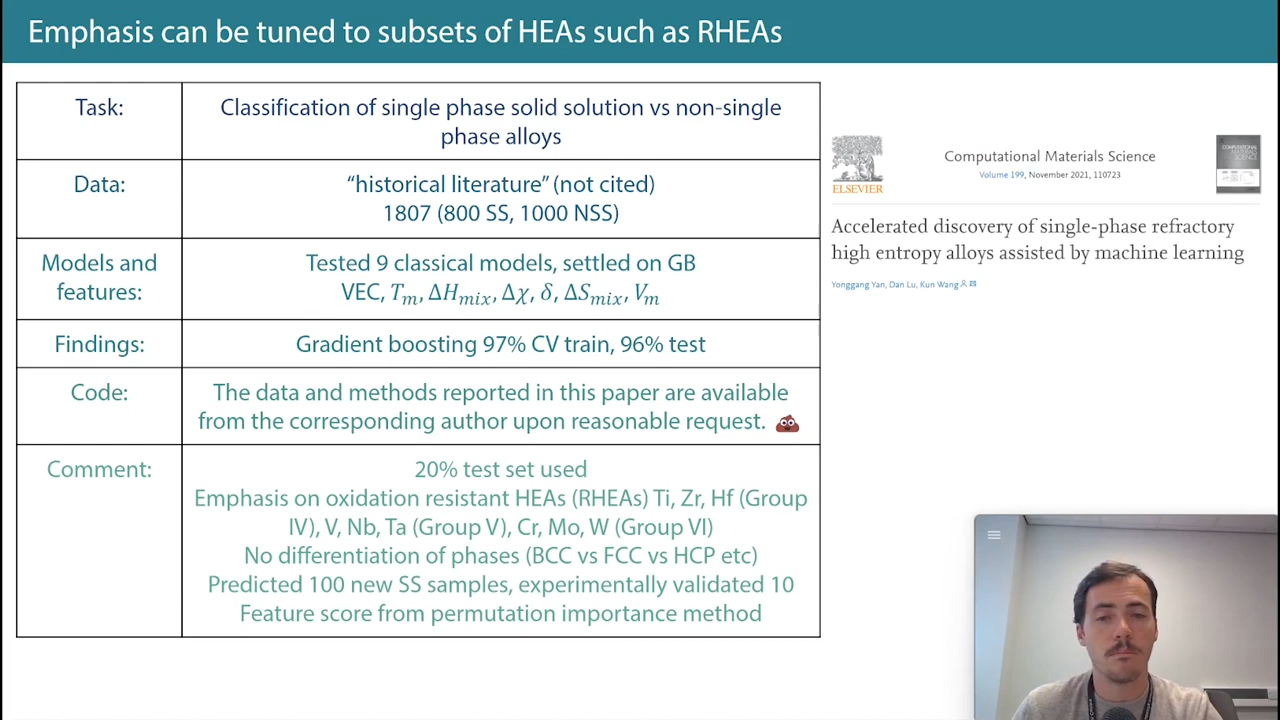 Emphasis can be tuned to subsets of HEAs such as RHEAs
Task:
Classification of single phase solid solution vs non-single
phase alloys
Data:
“historical literature” (not cited)
1807 (800 SS, 1000 NSS)
Models and
features:
Tested 9 classical models, settled on GB
VEC, Tₘ, ΔHₘᵢₓ, Δχ, δ, ΔSₘᵢₓ, Vₘ
Findings:
Gradient boosting 97% CV train, 96% test
Code:
The data and methods reported in this paper are available
from the corresponding author upon reasonable request. 💩
Comment:
20% test set used
Emphasis on oxidation resistant HEAs (RHEAs) Ti, Zr, Hf (Group
IV), V, Nb, Ta (Group V), Cr, Mo, W (Group VI)
No differentiation of phases (BCC vs FCC vs HCP etc)
Predicted 100 new SS samples, experimentally validated 10
Feature score from permutation importance method
ELSEVIER
Computational Materials Science
Volume 199, November 2021, 110723
Accelerated discovery of single-phase refractory
high entropy alloys assisted by machine learning
Yonggang Yan, Dan Lu, Kun Wang